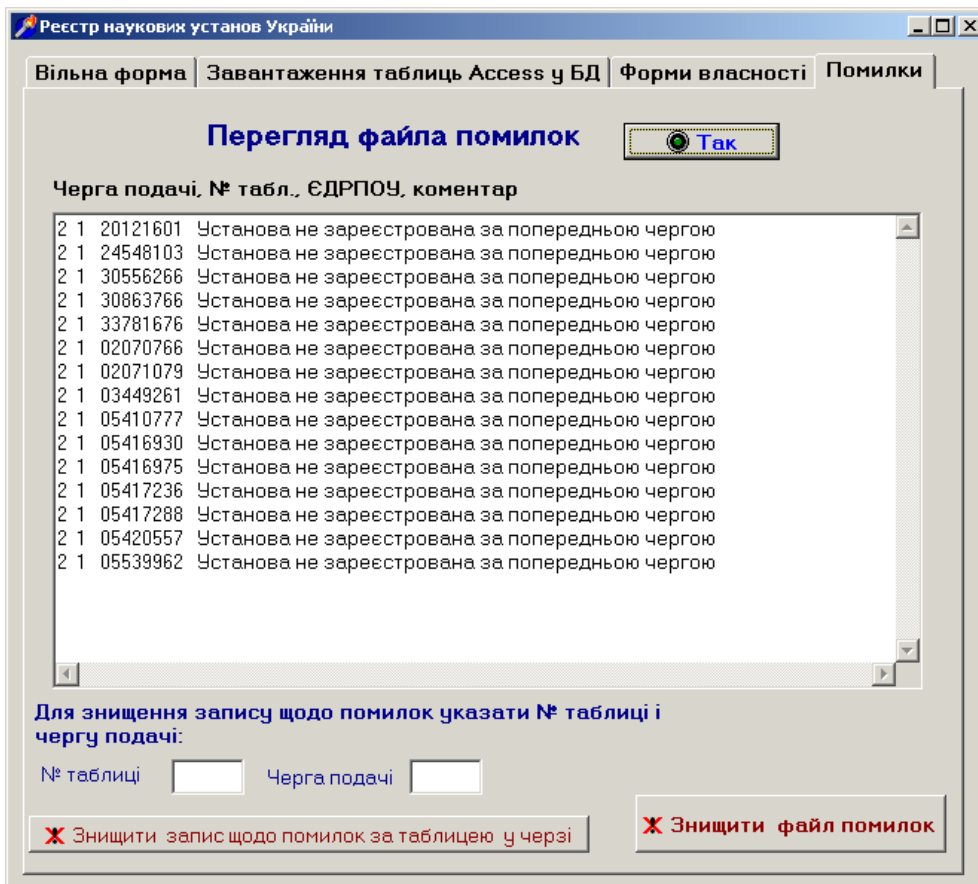 Реєстр наукових установ України
Вільна форма Завантаження таблиць Access у БД Форми власності Помилки
Перегляд файла помилок Так
Черга подачі, № табл., ЄДРПОУ, коментар
2 1 20121601 Установа не зареєстрована за попередньою чергою
2 1 24548103 Установа не зареєстрована за попередньою чергою
2 1 30556266 Установа не зареєстрована за попередньою чергою
2 1 30863766 Установа не зареєстрована за попередньою чергою
2 1 33781676 Установа не зареєстрована за попередньою чергою
2 1 02070766 Установа не зареєстрована за попередньою чергою
2 1 02071079 Установа не зареєстрована за попередньою чергою
2 1 03449261 Установа не зареєстрована за попередньою чергою
2 1 05410777 Установа не зареєстрована за попередньою чергою
2 1 05416930 Установа не зареєстрована за попередньою чергою
2 1 05416975 Установа не зареєстрована за попередньою чергою
2 1 05417236 Установа не зареєстрована за попередньою чергою
2 1 05417288 Установа не зареєстрована за попередньою чергою
2 1 05420557 Установа не зареєстрована за попередньою чергою
2 1 05539962 Установа не зареєстрована за попередньою чергою
Для знищення запису щодо помилок указати № таблиці і
чергу подачі:
№ таблиці Черга подачі
Знищити запис щодо помилок за таблицею у черзі Знищити файл помилок